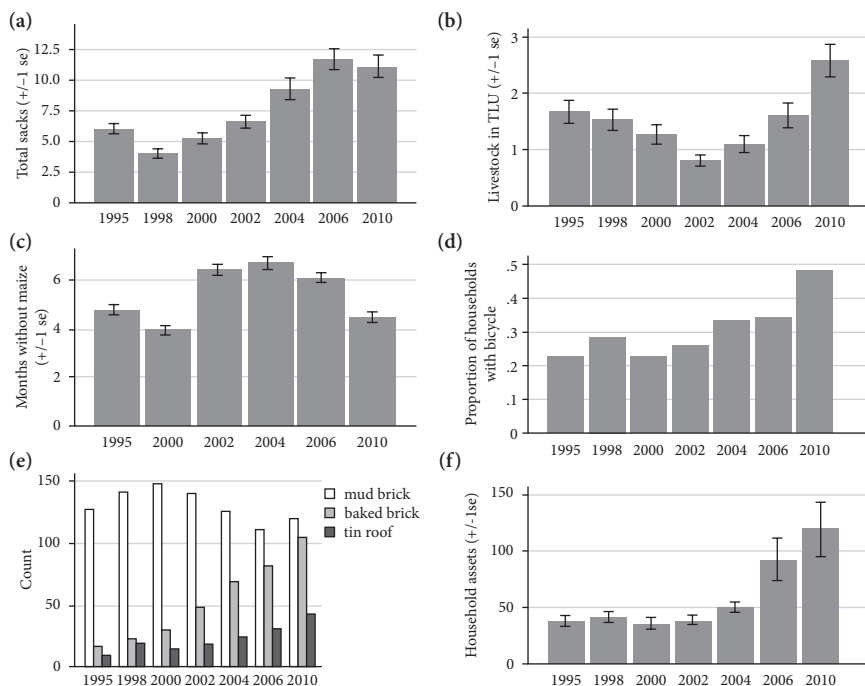 (a)
Total sacks (+/−1 se)
12.5
10.0
7.5
5.0
2.5
0
1995 1998 2000 2002 2004 2006 2010
(b)
Livestock in TLU (+/−1 se)
3
2
1
0
1995 1998 2000 2002 2004 2006 2010
(c)
Months without maize
(+/−1 se)
6
4
2
0
1995 2000 2002 2004 2006 2010
(d)
Proportion of households
with bicycle
.5
.4
.3
.2
.1
0
1995 1998 2000 2002 2004 2006 2010
(e)
Count
150
100
50
0
mud brick
baked brick
tin roof
1995 1998 2000 2002 2004 2006 2010
(f)
Household assets (+/−1se)
150
100
50
0
1995 1998 2000 2002 2004 2006 2010